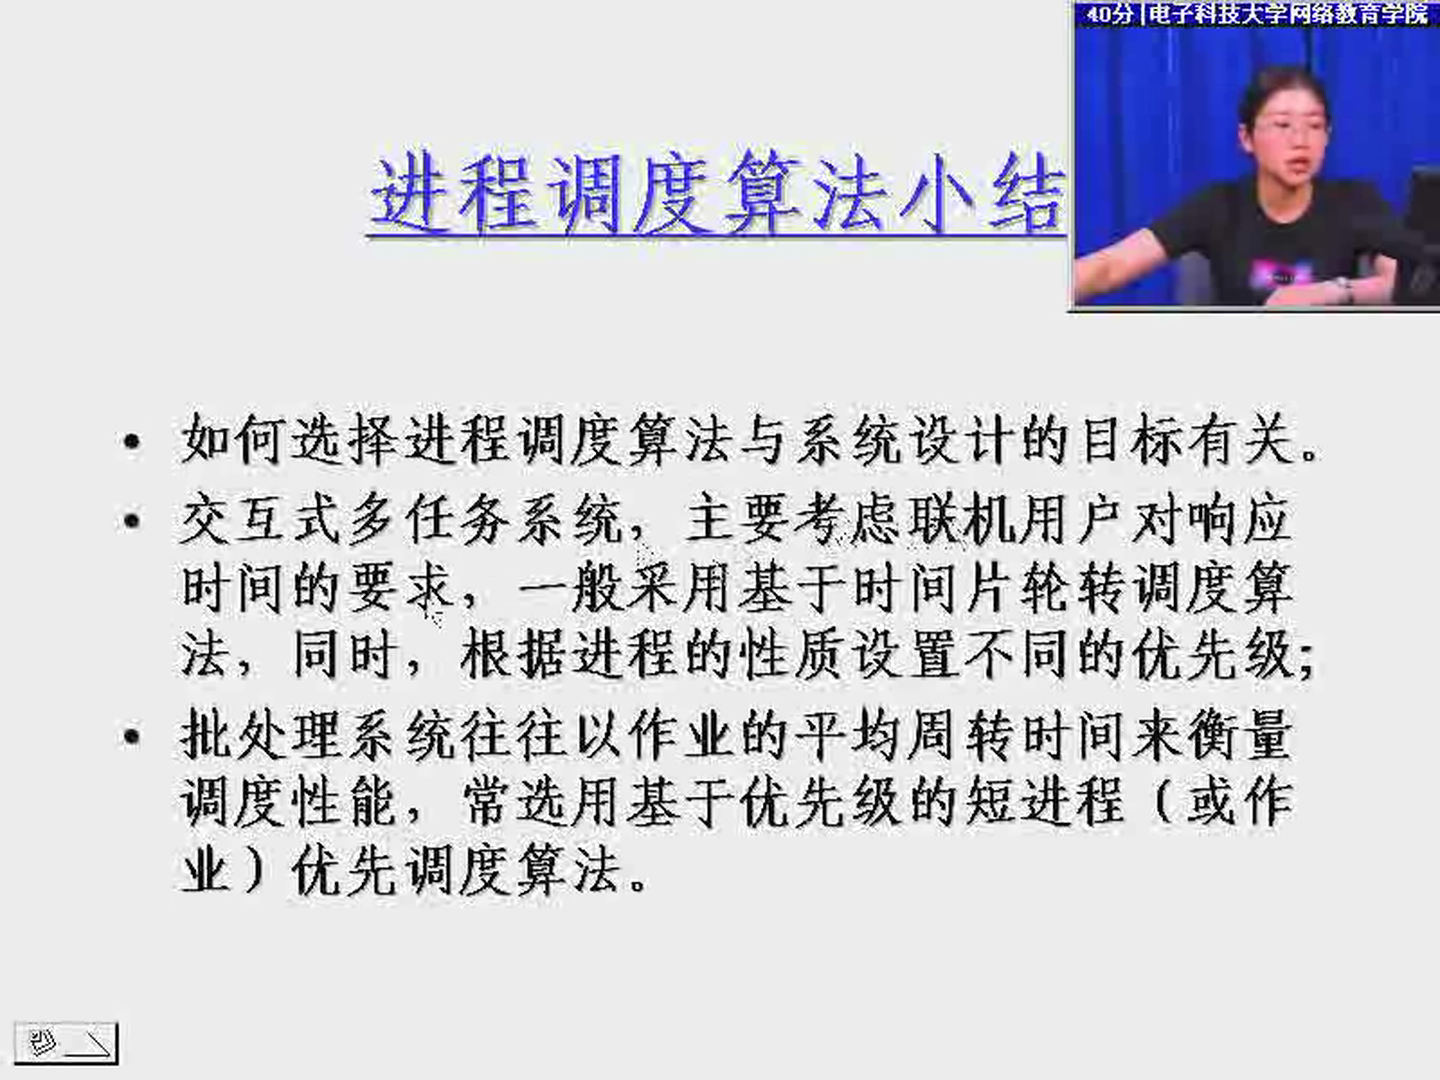 40分|电子科技大学网络教育学院
进程调度算法小结
• 如何选择进程调度算法与系统设计的目标有关。
• 交互式多任务系统，主要考虑联机用户对响应
时间的要求，一般采用基于时间片轮转调度算
法，同时，根据进程的性质设置不同的优先级;
• 批处理系统往往以作业的平均周转时间来衡量
调度性能，常选用基于优先级的短进程（或作
业）优先调度算法。